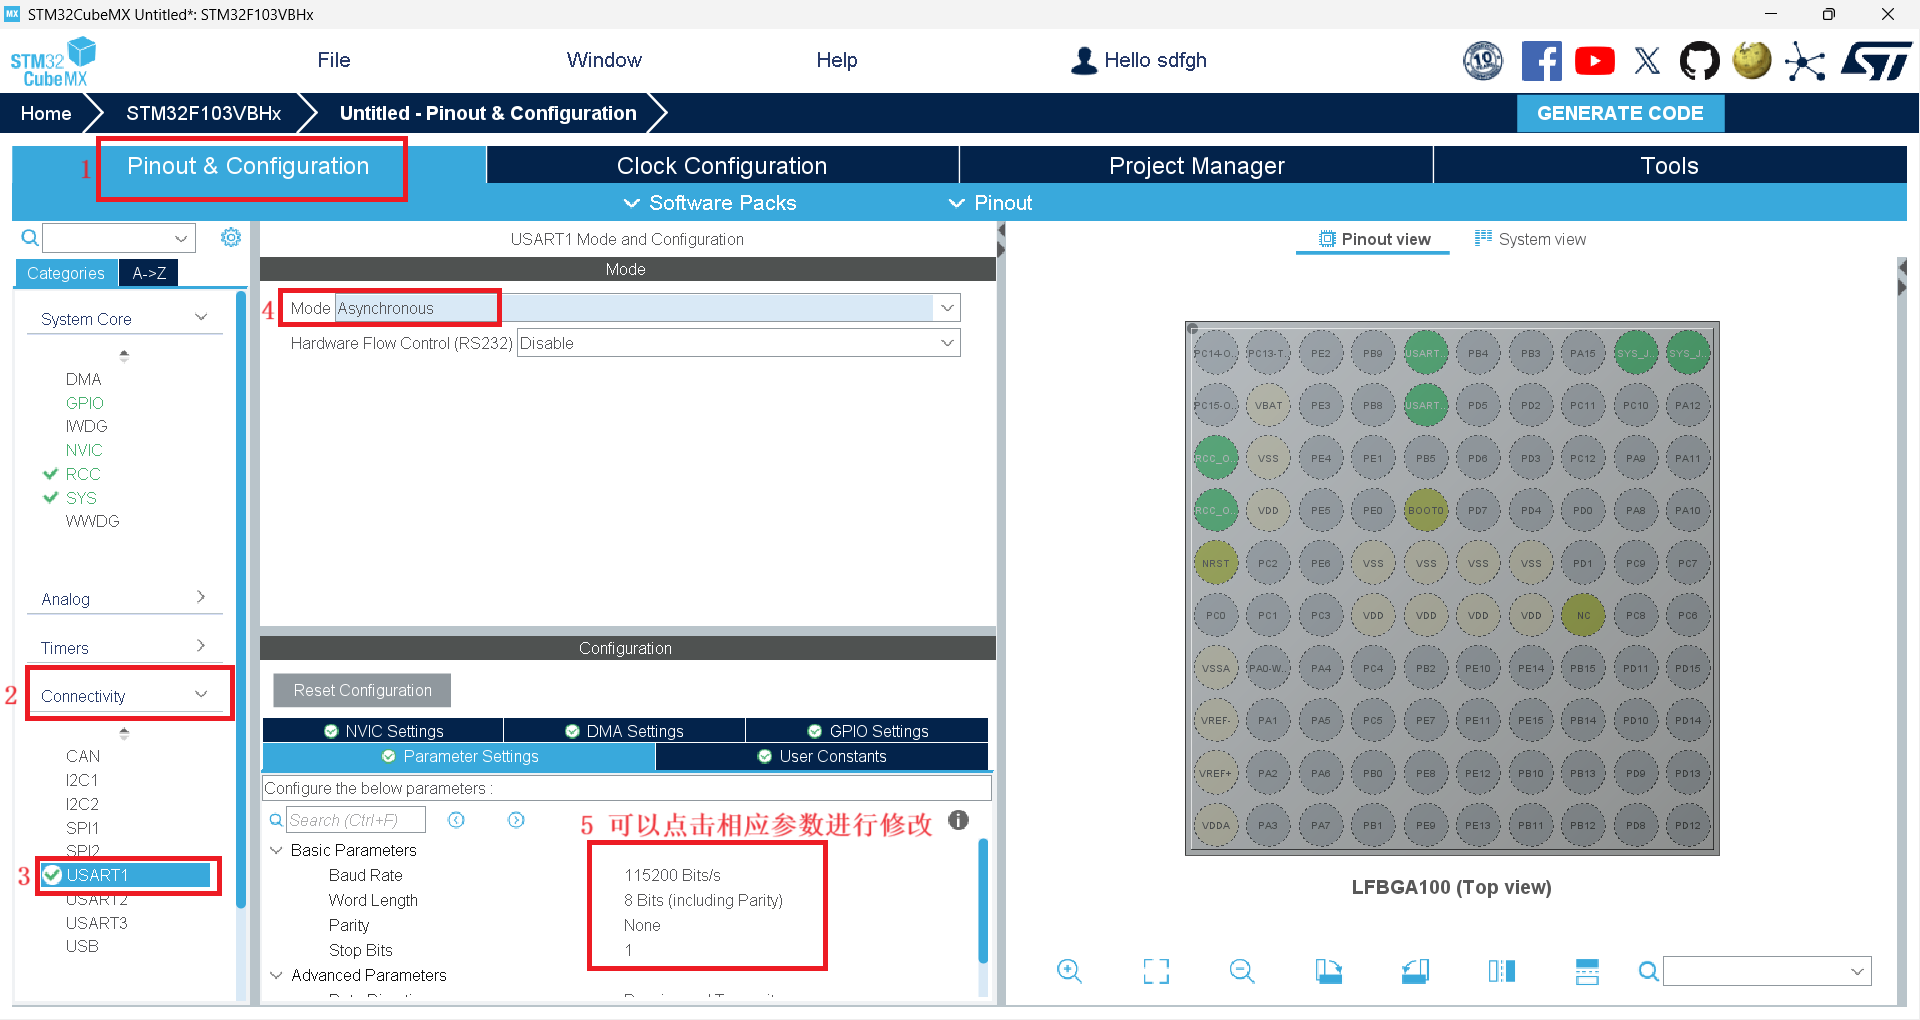 STM32CubeMX Untitled*: STM32F103VBHx
STM32 CubeMX
File
Window
Help
Hello sdfgh
Home
STM32F103VBHx
Untitled - Pinout & Configuration
GENERATE CODE
1
Pinout & Configuration
Clock Configuration
Project Manager
Tools
Software Packs
Pinout
USART1 Mode and Configuration
Pinout view
System view
Categories
A->Z
Mode
System Core
4
Mode Asynchronous
Hardware Flow Control (RS232) Disable
DMA
GPIO
IWDG
NVIC
RCC
SYS
WWDG
Analog
Timers
2
Connectivity
CAN
I2C1
I2C2
SPI1
SPI2
3
USART1
USART2
USART3
USB
Configuration
Reset Configuration
NVIC Settings
DMA Settings
GPIO Settings
Parameter Settings
User Constants
Configure the below parameters :
Search (Ctrl+F)
5 可以点击相应参数进行修改
Basic Parameters
Baud Rate 115200 Bits/s
Word Length 8 Bits (including Parity)
Parity None
Stop Bits 1
Advanced Parameters
PC14-O.. PC13-T.. PE2 PB9 USART.. PB4 PB3 PA15 SYS_J.. SYS_J..
PC15-O.. VBAT PE3 PB8 USART.. PD5 PD2 PC11 PC10 PA12
RCC_O.. VSS PE4 PE1 PB5 PD6 PD3 PC12 PA9 PA11
RCC_O.. VDD PE5 PE0 BOOT0 PD7 PD4 PD0 PA8 PA10
NRST PC2 PE6 VSS VSS VSS VSS PD1 PC9 PC7
PC0 PC1 PC3 VDD VDD VDD VDD NC PC8 PC6
VSSA PA0-W.. PA4 PC4 PB2 PE10 PE14 PB15 PD11 PD15
VREF- PA1 PA5 PC5 PE7 PE11 PE15 PB14 PD10 PD14
VREF+ PA2 PA6 PB0 PE8 PE12 PB10 PB13 PD9 PD13
VDDA PA3 PA7 PB1 PE9 PE13 PB11 PB12 PD8 PD12
LFBGA100 (Top view)